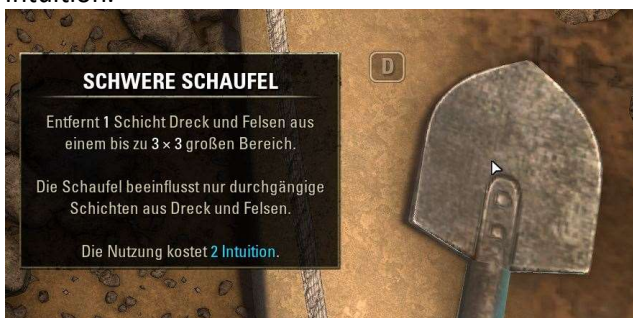 SCHWERE SCHAUFEL
D
Entfernt 1 Schicht Dreck und Felsen aus
einem bis zu 3 × 3 großen Bereich.
Die Schaufel beeinflusst nur durchgängige
Schichten aus Dreck und Felsen.
Die Nutzung kostet 2 Intuition.